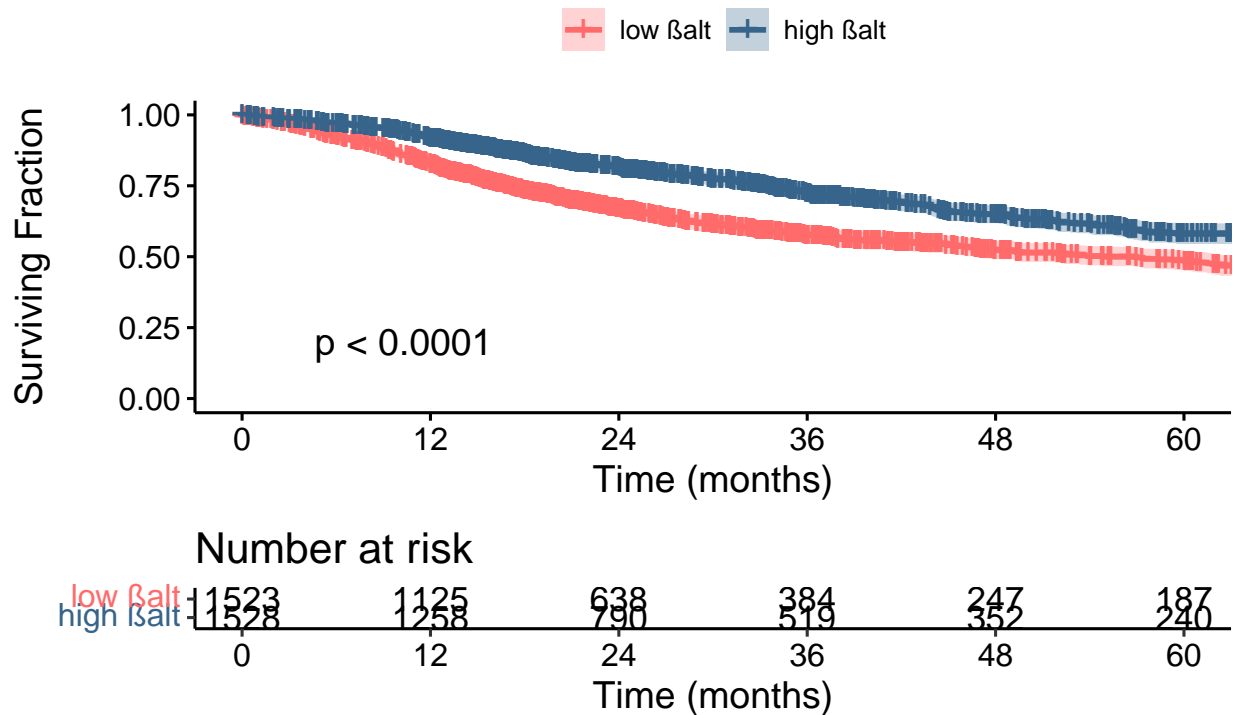 low ßalt high ßalt
Surviving Fraction
1.00
0.75
0.50
0.25
0.00
p < 0.0001
0 12 24 36 48 60
Time (months)
Number at risk
low ßalt 1523 1125 638 384 247 187
high ßalt 1528 1258 790 519 352 240
0 12 24 36 48 60
Time (months)